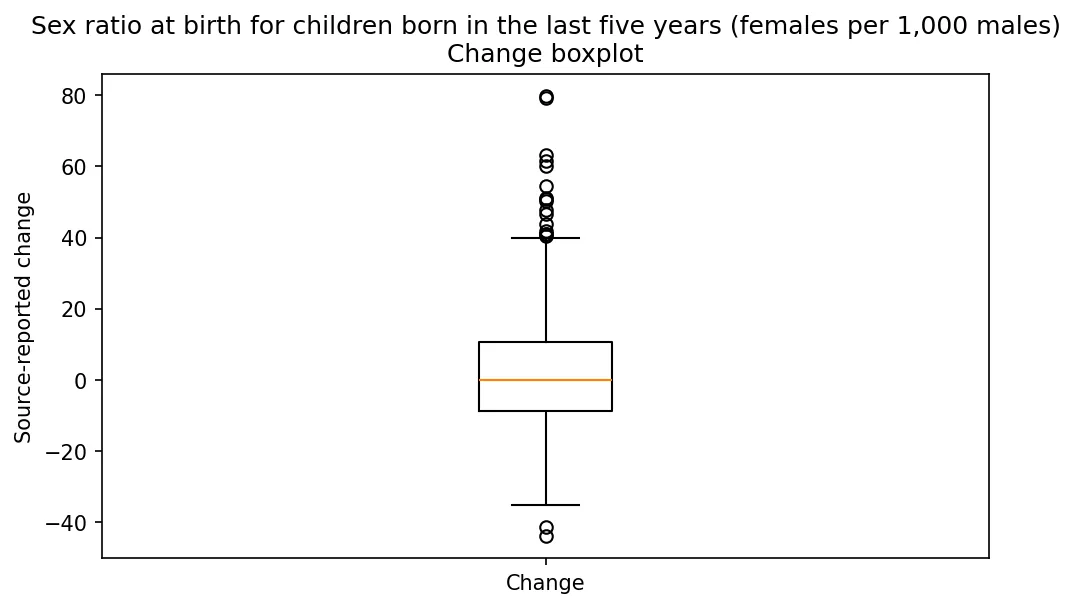 Sex ratio at birth for children born in the last five years (females per 1,000 males)
Change boxplot
Source-reported change
80
60
40
20
0
−20
−40
Change